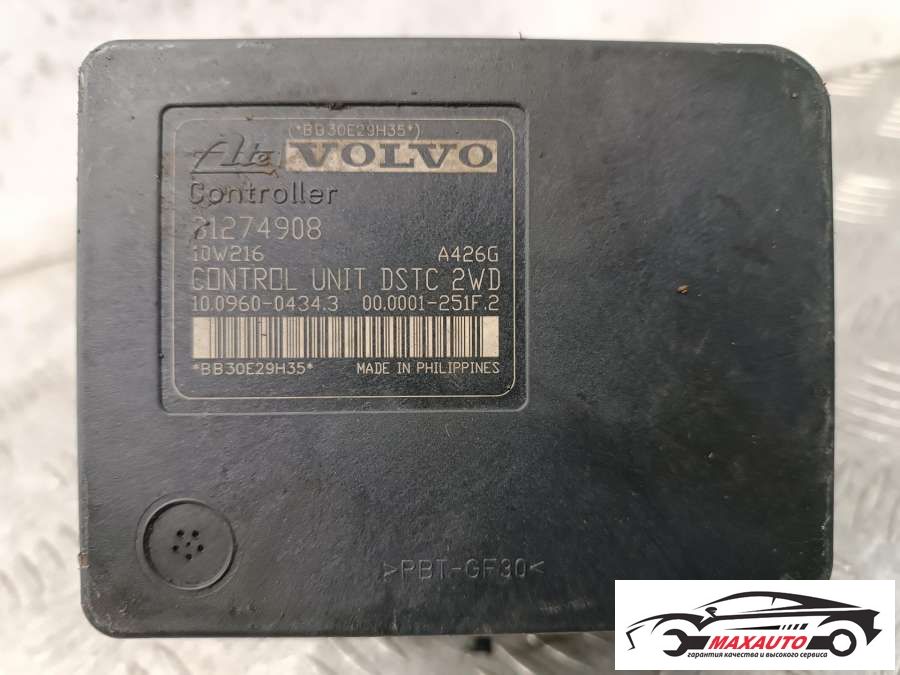 (*BB30E29H35*)
Ate VOLVO
Controller
31274908
10W216 A426G
CONTROL UNIT DSTC 2WD
10.0960-0434.3 00.0001-251F.2
*BB30E29H35* MADE IN PHILIPPINES
>PBT-GF30<
MAXAUTO
гарантия качества и высокого сервиса